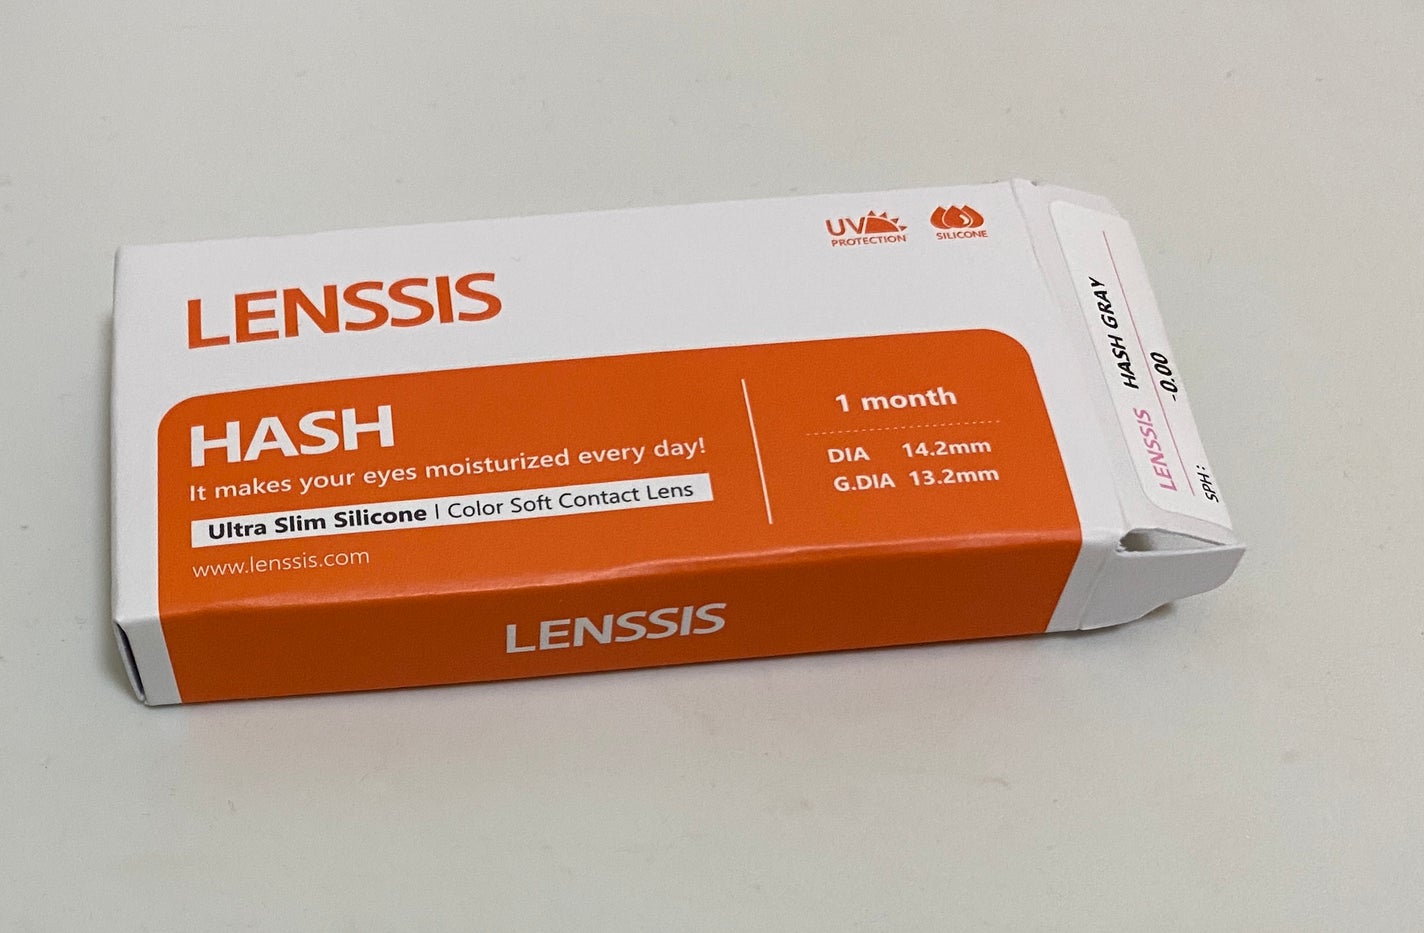 LENSSIS
UV
PROTECTION
SILICONE
HASH
It makes your eyes moisturized every day!
Ultra Slim Silicone | Color Soft Contact Lens
www.lenssis.com
1 month
DIA 14.2mm
G.DIA 13.2mm
LENSSIS
LENSSIS HASH GRAY
SPH: -0.00